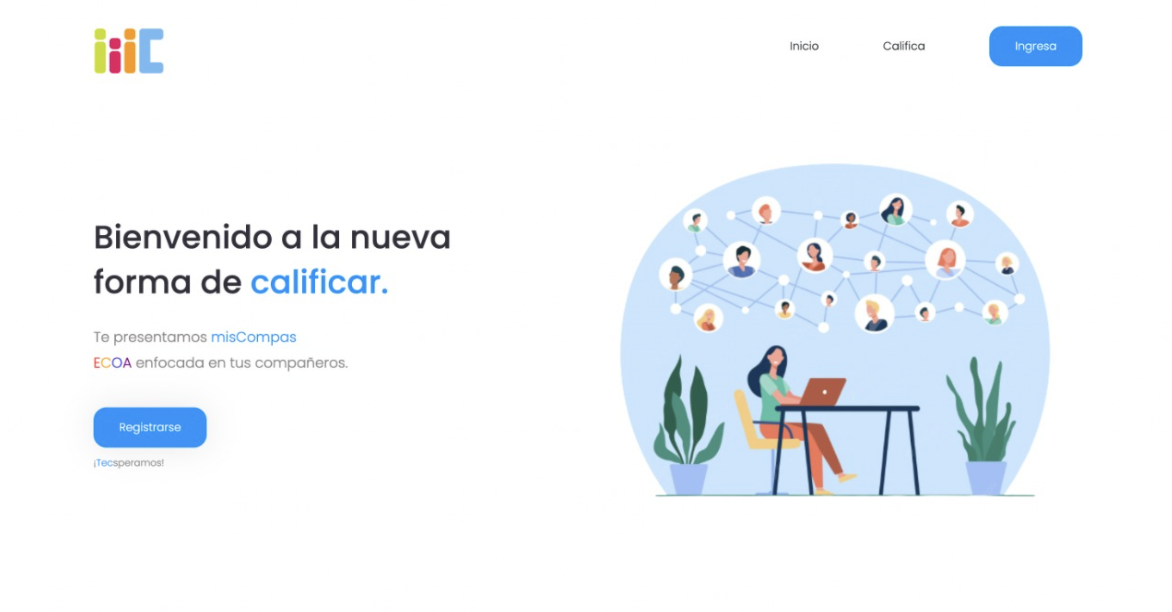 Inicio
Califica
Ingresa
Bienvenido a la nueva
forma de calificar.
Te presentamos misCompas
ECOA enfocada en tus compañeros.
Registrarse
¡Tecsperamos!